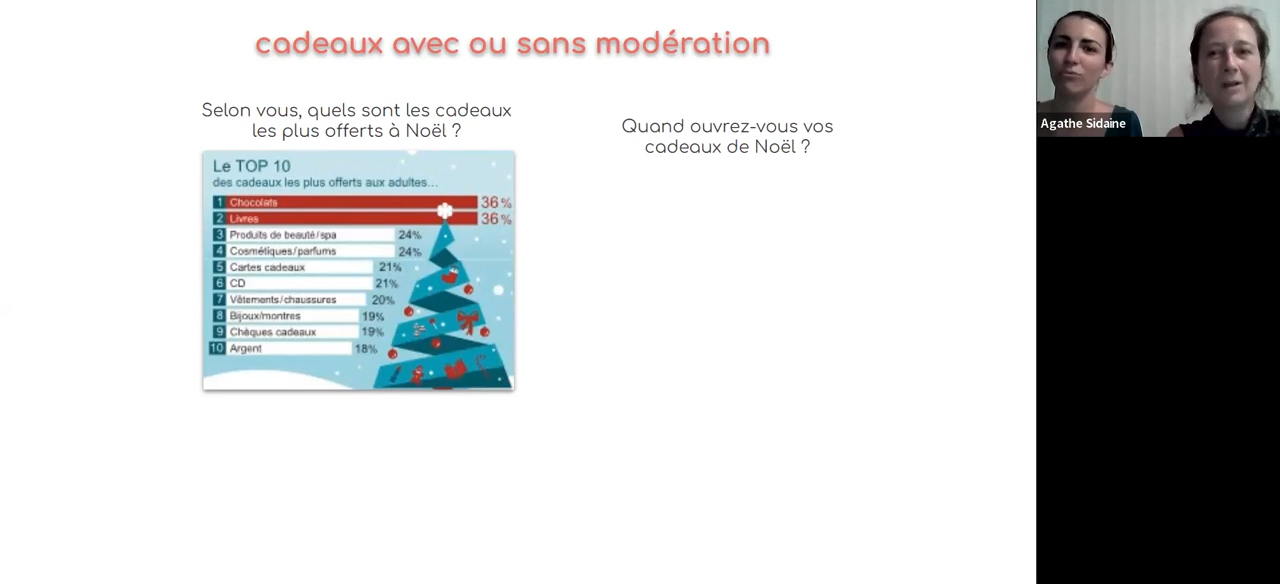 cadeaux avec ou sans modération
Selon vous, quels sont les cadeaux
les plus offerts à Noël ?
Le TOP 10
des cadeaux les plus offerts aux adultes...
1 Chocolats 36 %
2 Livres 36 %
3 Produits de beauté/spa 24%
4 Cosmétiques/parfums 24%
5 Cartes cadeaux 21%
6 CD 21%
7 Vêtements/chaussures 20%
8 Bijoux/montres 19%
9 Chèques cadeaux 19%
10 Argent 18%
Quand ouvrez-vous vos
cadeaux de Noël ?
Agathe Sidaine